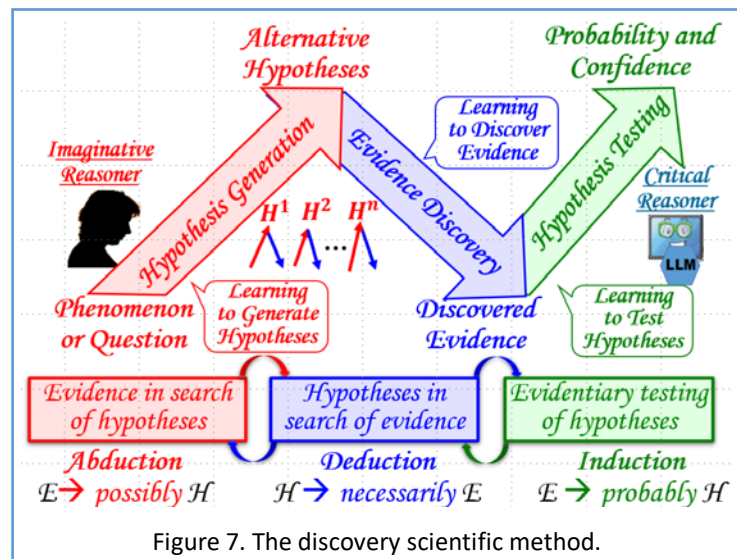 Alternative
Hypotheses
Probability and
Confidence
Imaginative
Reasoner
Hypothesis Generation
Learning
to Discover
Evidence
Evidence Discovery
Hypothesis Testing
Critical
Reasoner
LLM
H¹ H² ... Hⁿ
Phenomenon
or Question
Learning
to Generate
Hypotheses
Discovered
Evidence
Learning
to Test
Hypotheses
Evidence in search
of hypotheses
Hypotheses in
search of evidence
Evidentiary testing
of hypotheses
Abduction
E → possibly H
Deduction
H → necessarily E
Induction
E → probably H
Figure 7. The discovery scientific method.